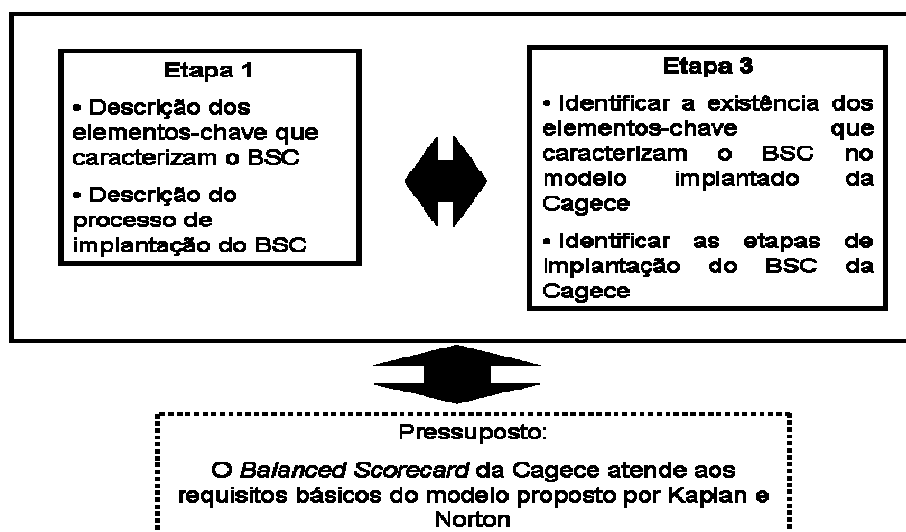 Etapa 1
• Descrição dos
elementos-chave que
caracterizam o BSC
• Descrição do
processo de
implantação do BSC
Etapa 3
• Identificar a existência dos
elementos-chave que
caracterizam o BSC no
modelo implantado da
Cagece
• Identificar as etapas de
implantação do BSC da
Cagece
Pressuposto:
O Balanced Scorecard da Cagece atende aos
requisitos básicos do modelo proposto por Kaplan e
Norton